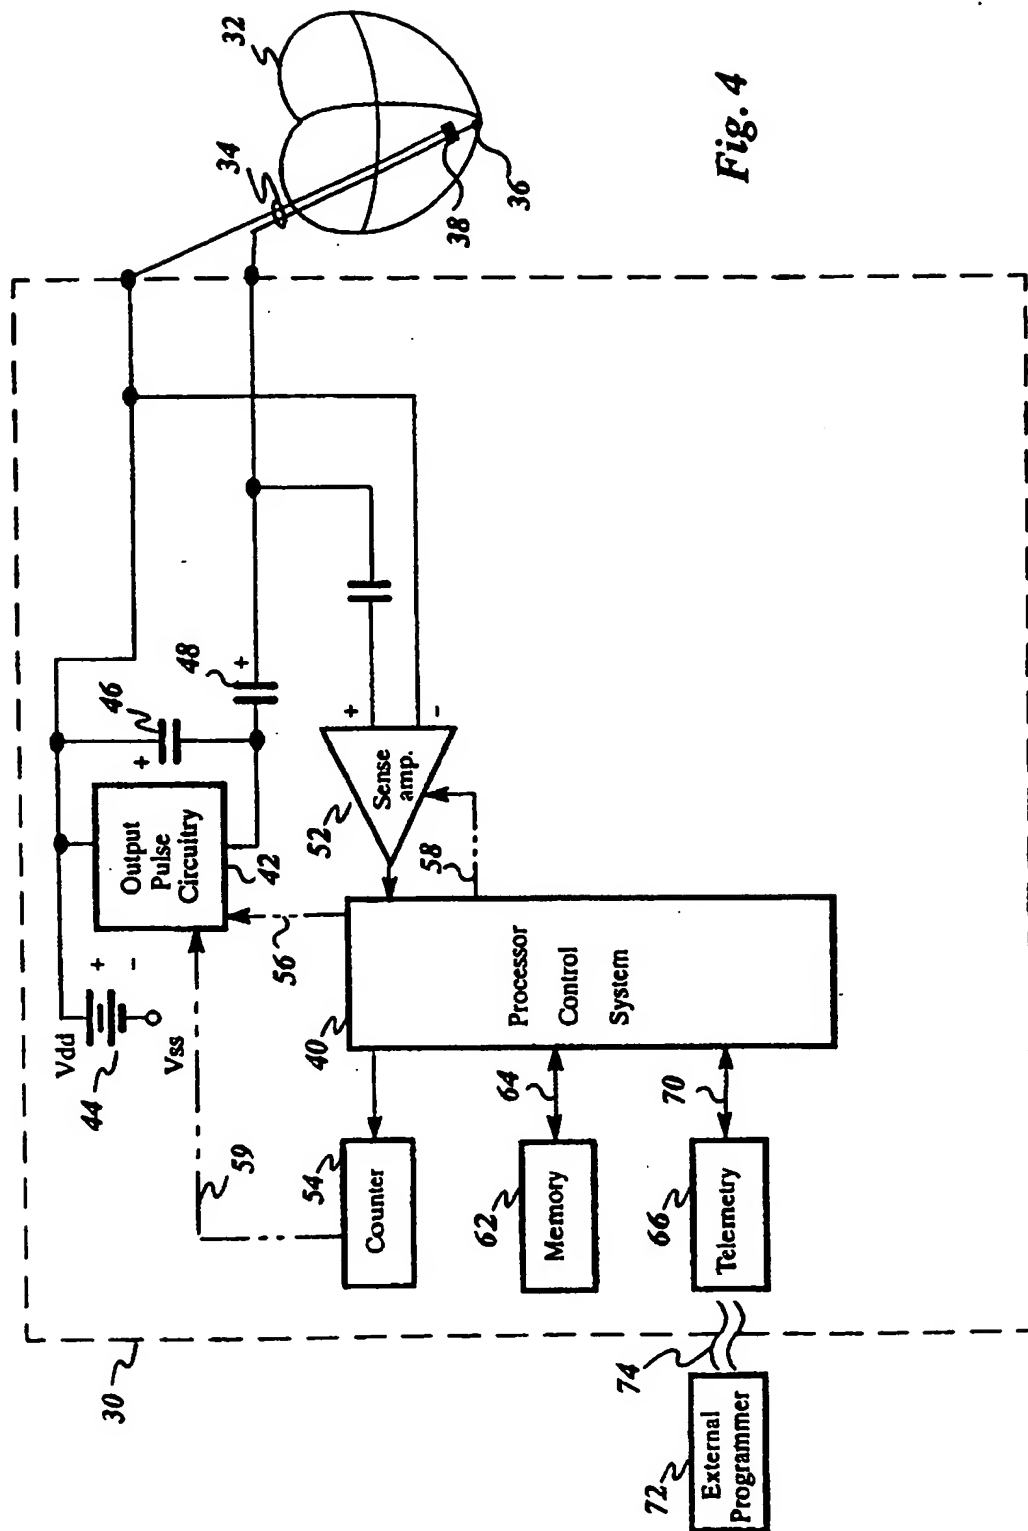 30
Vdd
+
-
44
Vss
Output
Pulse
Circuitry
42
+
46
48
+
34
32
38
36
59
56
52
Sense
amp.
+
-
58
54
Counter
40
Processor
Control
System
62
Memory
64
66
Telemetry
70
74
72
External
Programmer
Fig. 4